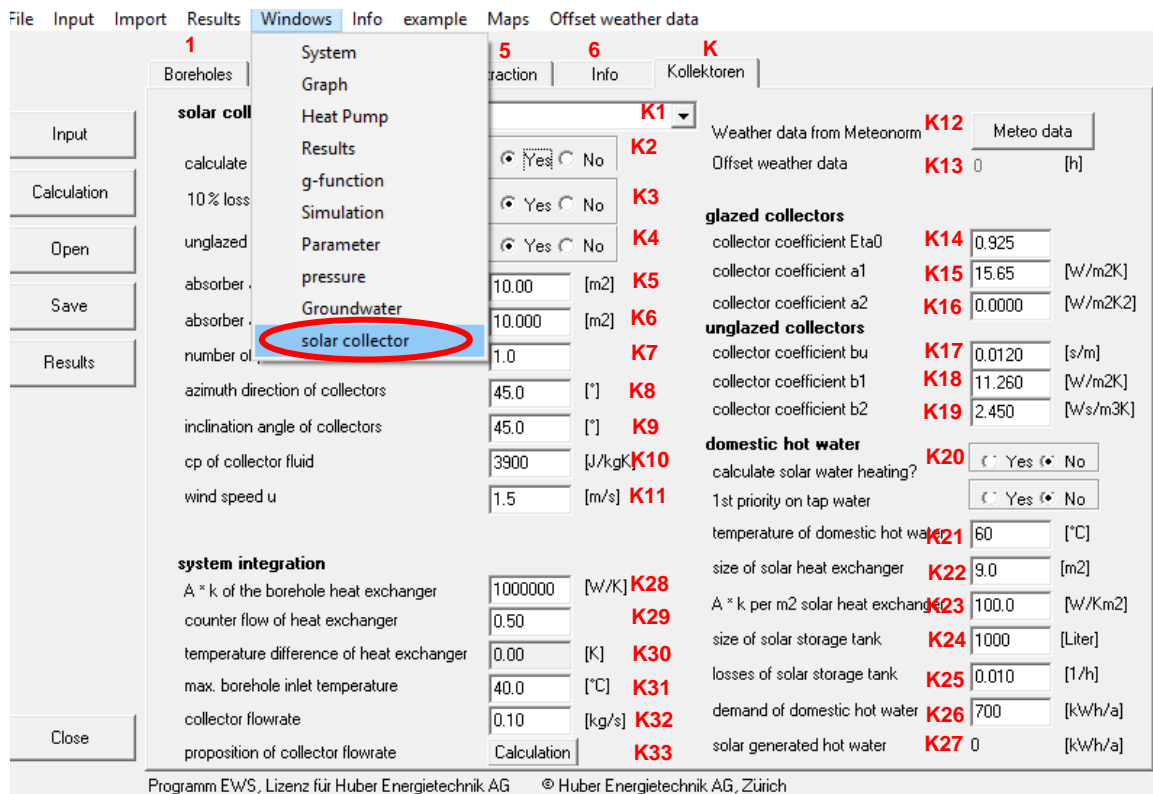 File Input Import Results Windows Info example Maps Offset weather data
1 5 6 K
Boreholes traction Info Kollektoren
System
Graph
Heat Pump
Results
g-function
Simulation
Parameter
pressure
Groundwater
solar collector
Input
Calculation
Open
Save
Results
Close
solar coll K1
calculate Yes No K2
10% loss Yes No K3
unglazed Yes No K4
absorber 10.00 [m2] K5
absorber 10.000 [m2] K6
number of 1.0 K7
azimuth direction of collectors 45.0 [°] K8
inclination angle of collectors 45.0 [°] K9
cp of collector fluid 3900 [J/kgK] K10
wind speed u 1.5 [m/s] K11
system integration
A * k of the borehole heat exchanger 1000000 [W/K] K28
counter flow of heat exchanger 0.50 K29
temperature difference of heat exchanger 0.00 [K] K30
max. borehole inlet temperature 40.0 [°C] K31
collector flowrate 0.10 [kg/s] K32
proposition of collector flowrate Calculation K33
Weather data from Meteonorm K12 Meteo data
Offset weather data K13 0 [h]
glazed collectors
collector coefficient Eta0 K14 0.925
collector coefficient a1 K15 15.65 [W/m2K]
collector coefficient a2 K16 0.0000 [W/m2K2]
unglazed collectors
collector coefficient bu K17 0.0120 [s/m]
collector coefficient b1 K18 11.260 [W/m2K]
collector coefficient b2 K19 2.450 [Ws/m3K]
domestic hot water
calculate solar water heating? K20 Yes No
1st priority on tap water Yes No
temperature of domestic hot water K21 60 [°C]
size of solar heat exchanger K22 9.0 [m2]
A * k per m2 solar heat exchanger K23 100.0 [W/Km2]
size of solar storage tank K24 1000 [Liter]
losses of solar storage tank K25 0.010 [1/h]
demand of domestic hot water K26 700 [kWh/a]
solar generated hot water K27 0 [kWh/a]
Programm EWS, Lizenz für Huber Energietechnik AG © Huber Energietechnik AG, Zürich